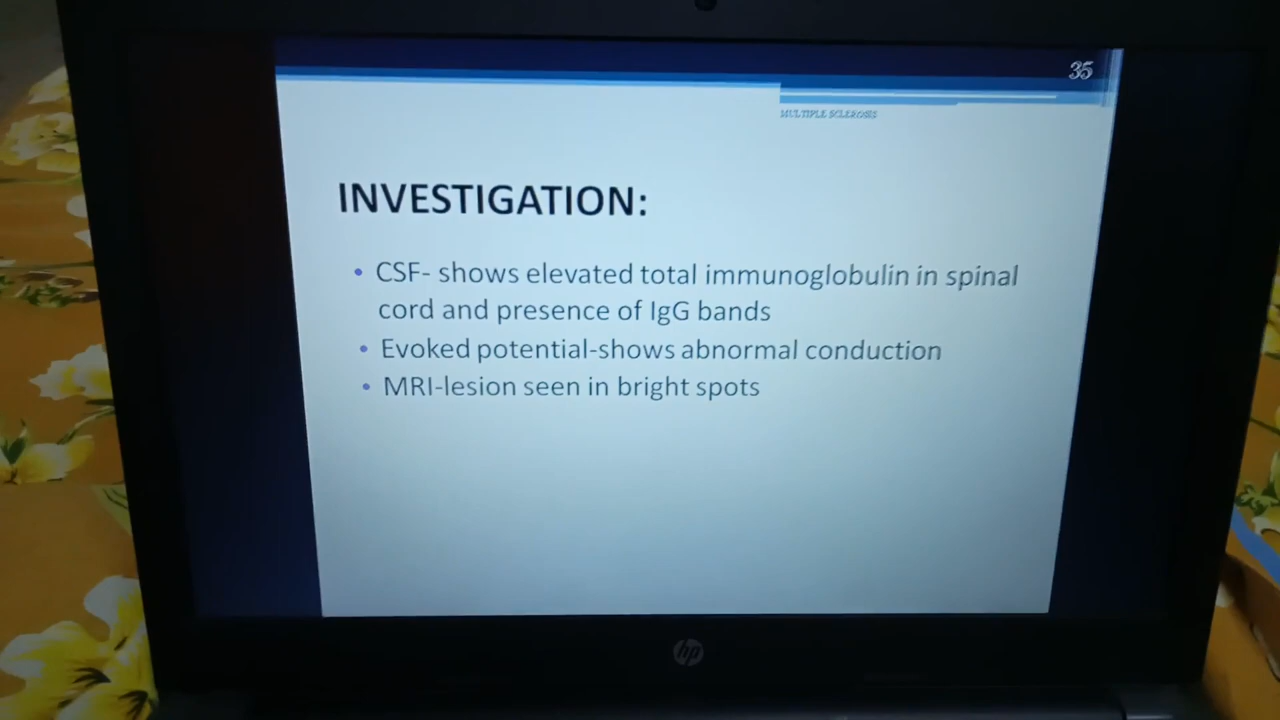 35
MULTIPLE SCLEROSIS
INVESTIGATION:
• CSF- shows elevated total immunoglobulin in spinal
cord and presence of IgG bands
• Evoked potential-shows abnormal conduction
• MRI-lesion seen in bright spots
hp